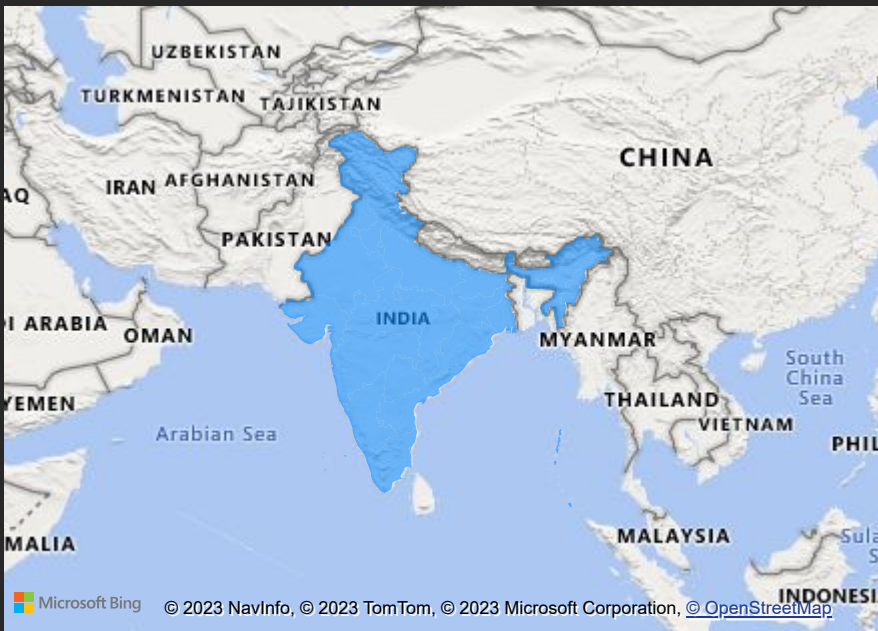 UZBEKISTAN
TURKMENISTAN
TAJIKISTAN
CHINA
IRAN
AFGHANISTAN
AQ
PAKISTAN
INDIA
I ARABIA
OMAN
MYANMAR
South
China
Sea
YEMEN
THAILAND
VIETNAM
Arabian Sea
PHIL
MALIA
MALAYSIA
Sula
S
INDONESI
Microsoft Bing
© 2023 NavInfo, © 2023 TomTom, © 2023 Microsoft Corporation, © OpenStreetMap